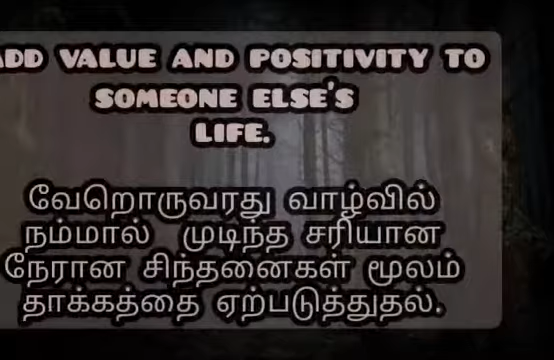 ADD VALUE AND POSITIVITY TO
SOMEONE ELSE'S
LIFE.
வேறொருவரது வாழ்வில்
நம்மால் முடிந்த சரியான
நேரான சிந்தனைகள் மூலம்
தாக்கத்தை ஏற்படுத்துதல்.